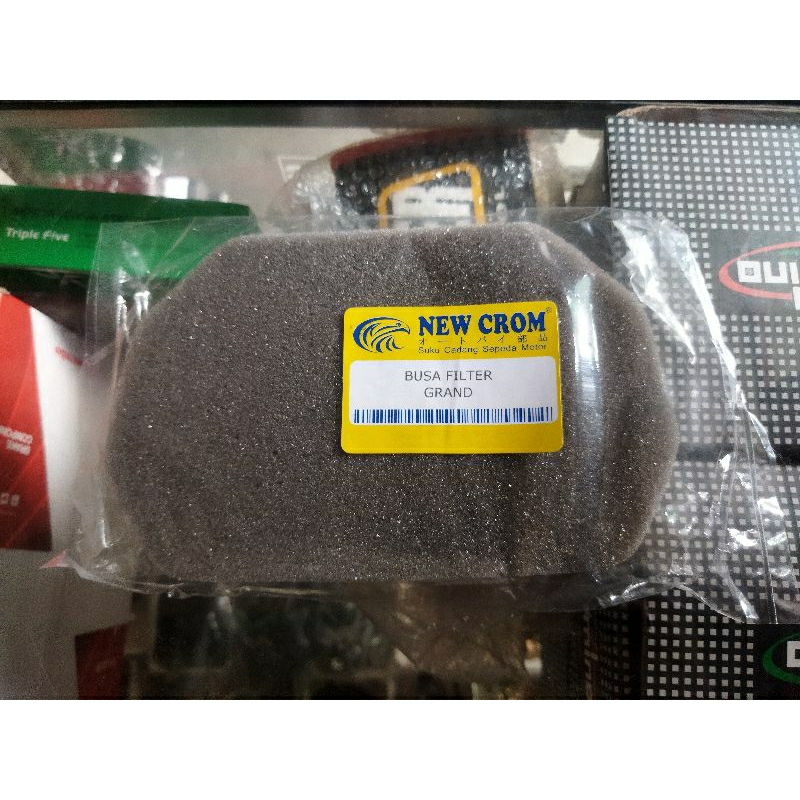 Triple Five
NEW CROM®
オートバイ部品
Suku Cadang Sepeda Motor
BUSA FILTER
GRAND